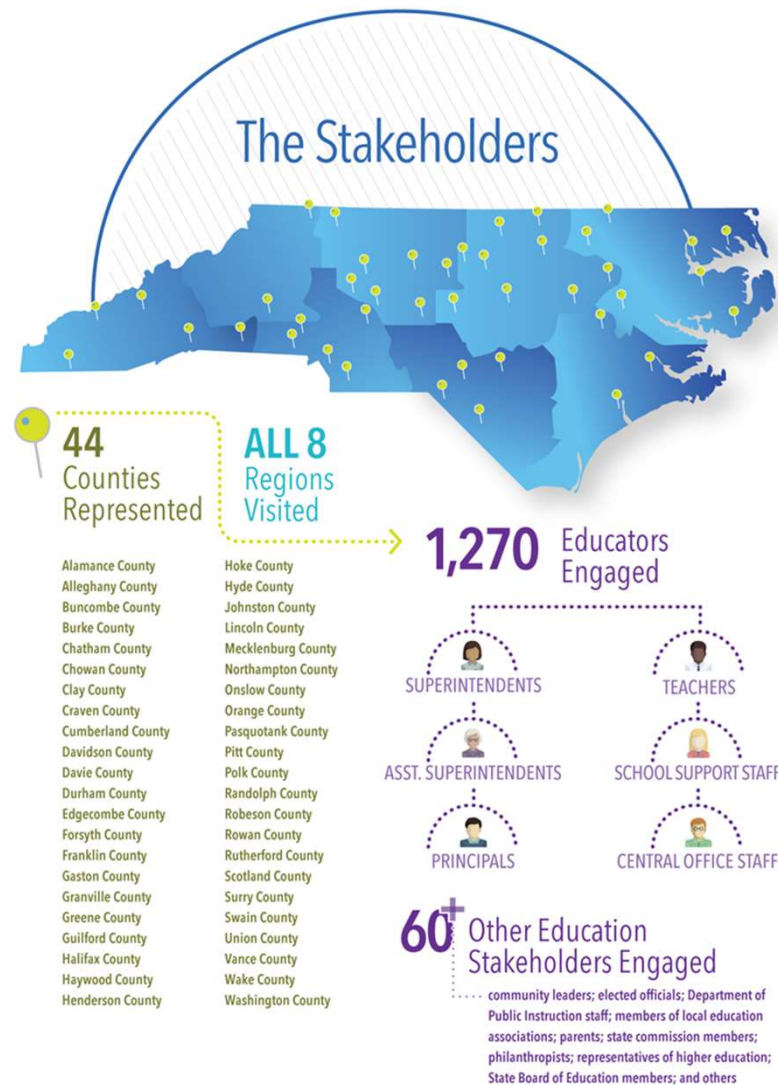 The Stakeholders
44
Counties
Represented
ALL 8
Regions
Visited
Alamance County
Alleghany County
Buncombe County
Burke County
Chatham County
Chowan County
Clay County
Craven County
Cumberland County
Davidson County
Davie County
Durham County
Edgecombe County
Forsyth County
Franklin County
Gaston County
Granville County
Greene County
Guilford County
Halifax County
Haywood County
Henderson County
Hoke County
Hyde County
Johnston County
Lincoln County
Mecklenburg County
Northampton County
Onslow County
Orange County
Pasquotank County
Pitt County
Polk County
Randolph County
Robeson County
Rowan County
Rutherford County
Scotland County
Surry County
Swain County
Union County
Vance County
Wake County
Washington County
1,270 Educators
Engaged
SUPERINTENDENTS
TEACHERS
ASST. SUPERINTENDENTS
SCHOOL SUPPORT STAFF
PRINCIPALS
CENTRAL OFFICE STAFF
60+ Other Education
Stakeholders Engaged
community leaders; elected officials; Department of
Public Instruction staff; members of local education
associations; parents; state commission members;
philanthropists; representatives of higher education;
State Board of Education members; and others